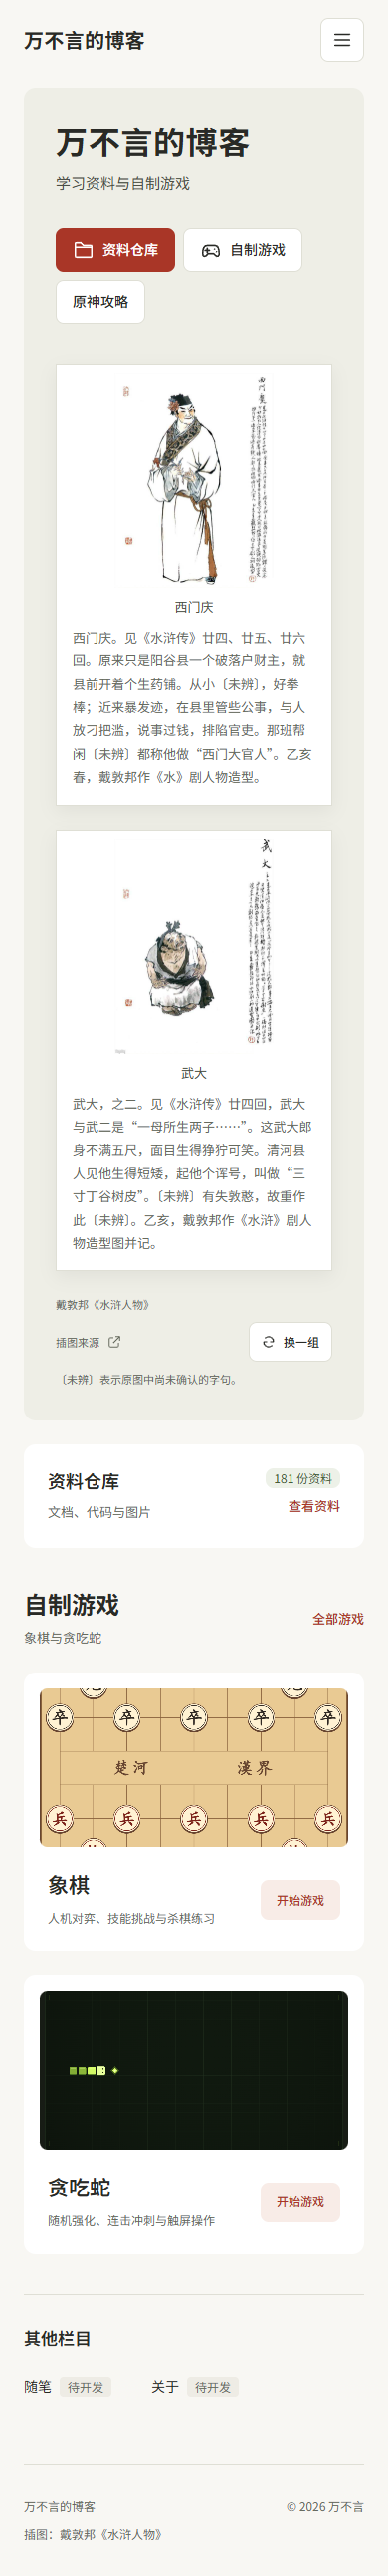 万不言的博客
万不言的博客
学习资料与自制游戏
资料仓库
自制游戏
原神攻略
西门庆
西门庆。见《水浒传》廿四、廿五、廿六
回。原来只是阳谷县一个破落户财主，就
县前开着个生药铺。从小〔未辨〕，好拳
棒；近来暴发迹，在县里管些公事，与人
放刁把滥，说事过钱，排陷官吏。那班帮
闲〔未辨〕都称他做“西门大官人”。乙亥
春，戴敦邦作《水》剧人物造型。
武大
武大
武大，之二。见《水浒传》廿四回，武大
与武二是“一母所生两子……”。这武大郎
身不满五尺，面目生得狰狞可笑。清河县
人见他生得短矮，起他个诨号，叫做“三
寸丁谷树皮”。〔未辨〕有失敦憨，故重作
此〔未辨〕。乙亥，戴敦邦作《水浒》剧人
物造型图并记。
戴敦邦《水浒人物》
插图来源
换一组
〔未辨〕表示原图中尚未确认的字句。
资料仓库
181 份资料
文档、代码与图片
查看资料
自制游戏
全部游戏
象棋与贪吃蛇
卒 卒 卒 卒 卒
楚河 漢界
兵 兵 兵 兵 兵
象棋
人机对弈、技能挑战与杀棋练习
开始游戏
贪吃蛇
随机强化、连击冲刺与触屏操作
开始游戏
其他栏目
随笔 待开发
关于 待开发
万不言的博客
© 2026 万不言
插图：戴敦邦《水浒人物》